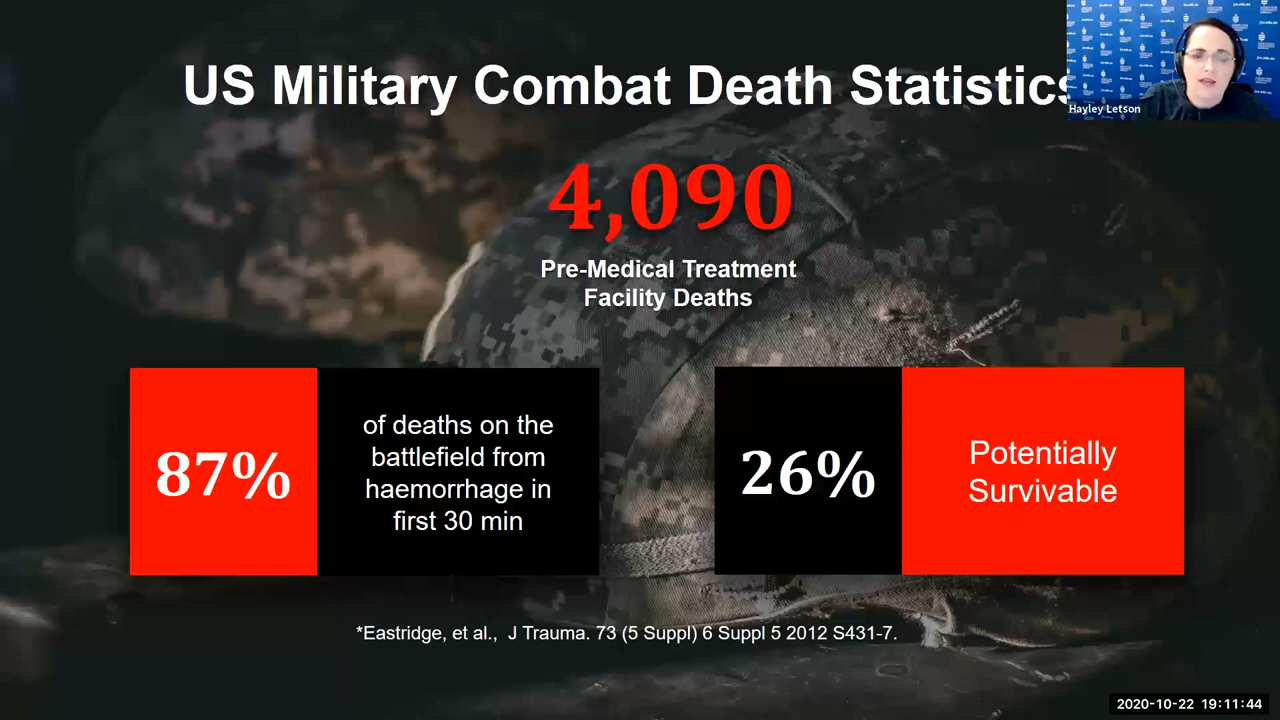 US Military Combat Death Statistics
Hayley Letson
4,090
Pre-Medical Treatment
Facility Deaths
87%
of deaths on the
battlefield from
haemorrhage in
first 30 min
26%
Potentially
Survivable
*Eastridge, et al.,  J Trauma. 73 (5 Suppl) 6 Suppl 5 2012 S431-7.
2020-10-22 19:11:44